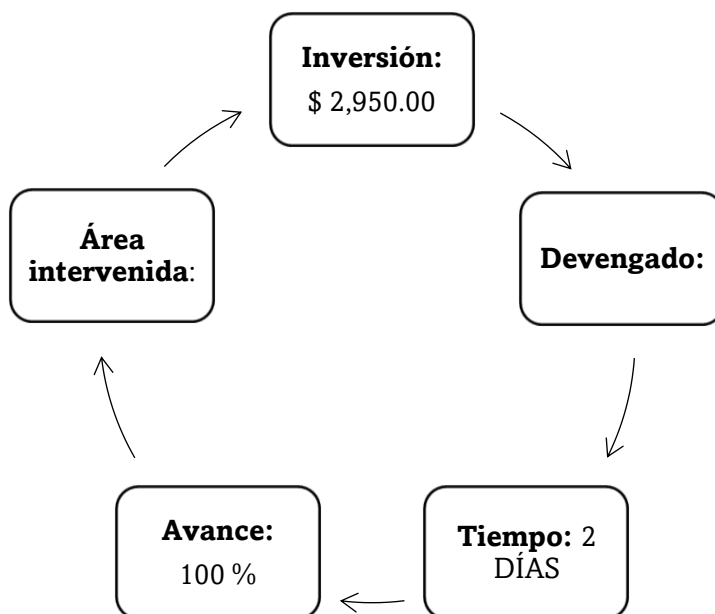 Inversión:
$ 2,950.00
Devengado:
Tiempo: 2
DÍAS
Avance:
100 %
Área
intervenida: